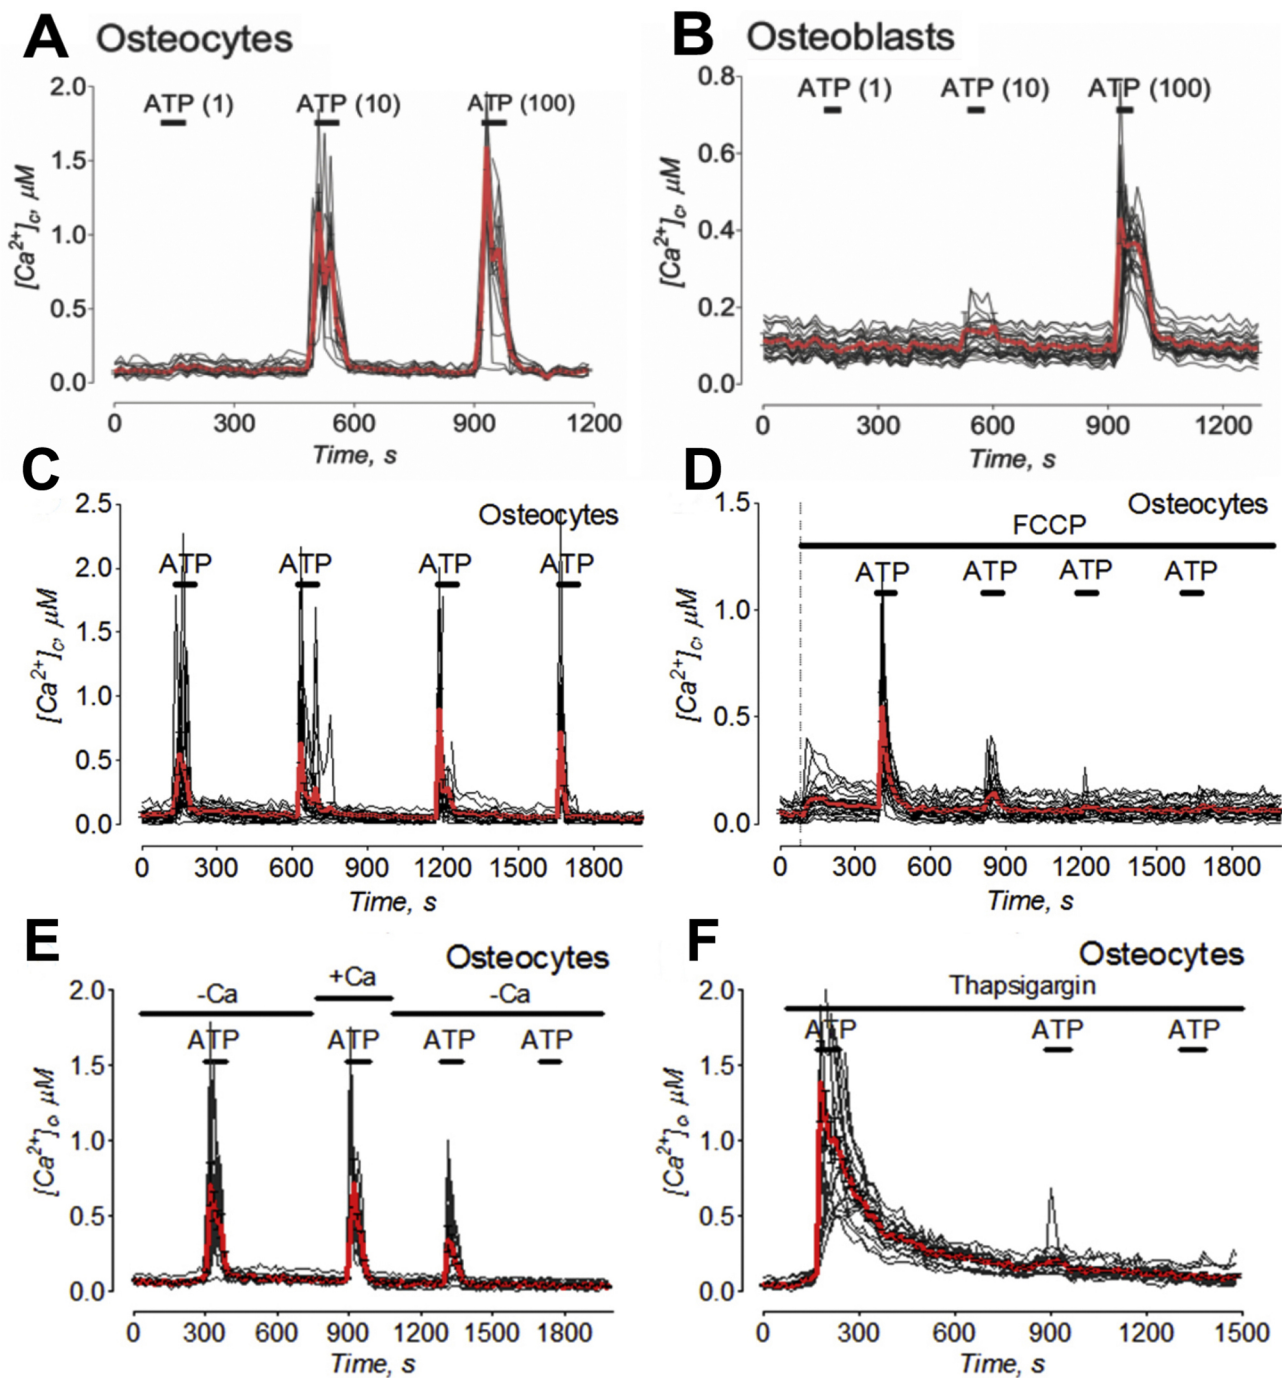 A Osteocytes
2.0
1.5
1.0
0.5
0.0
[Ca²⁺]c, μM
ATP (1) ATP (10) ATP (100)
0 300 600 900 1200
Time, s
B Osteoblasts
0.8
0.6
0.4
0.2
0.0
[Ca²⁺]c, μM
ATP (1) ATP (10) ATP (100)
0 300 600 900 1200
Time, s
C
Osteocytes
2.5
2.0
1.5
1.0
0.5
0.0
[Ca²⁺]c, μM
ATP ATP ATP ATP
0 300 600 900 1200 1500 1800
Time, s
D
Osteocytes
FCCP
1.5
1.0
0.5
0.0
[Ca²⁺]c, μM
ATP ATP ATP ATP
0 300 600 900 1200 1500 1800
Time, s
E
Osteocytes
-Ca +Ca -Ca
2.0
1.5
1.0
0.5
0.0
[Ca²⁺]c, μM
ATP ATP ATP ATP
0 300 600 900 1200 1500 1800
Time, s
F
Osteocytes
Thapsigargin
2.0
1.5
1.0
0.5
0.0
[Ca²⁺]c, μM
ATP ATP ATP
0 300 600 900 1200 1500
Time, s